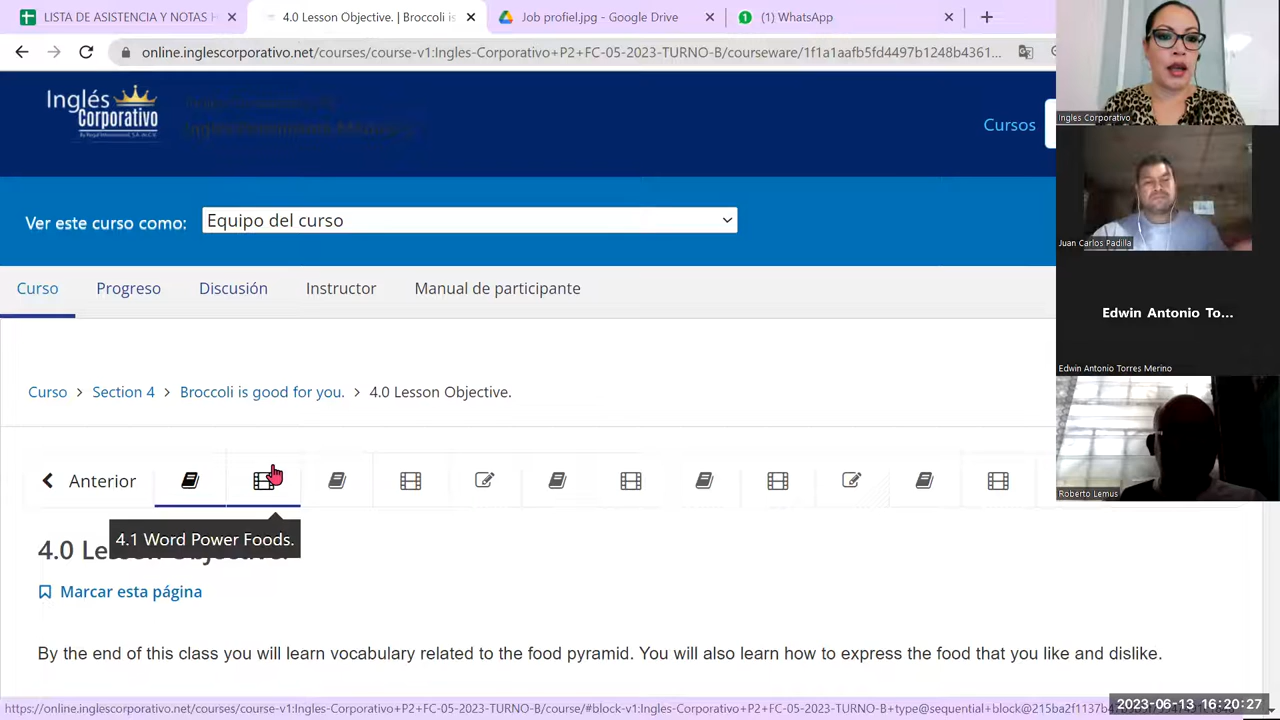 LISTA DE ASISTENCIA Y NOTAS H
4.0 Lesson Objective. | Broccoli is
Job profiel.jpg - Google Drive
(1) WhatsApp
online.inglescorporativo.net/courses/course-v1:Ingles-Corporativo+P2+FC-05-2023-TURNO-B/courseware/1f1a1aafb5fd4497b1248b4361...
Inglés
Corporativo
Cursos
Ingles Corporativo
Ver este curso como:
Equipo del curso
Juan Carlos Padilla
Curso
Progreso
Discusión
Instructor
Manual de participante
Edwin Antonio To...
Edwin Antonio Torres Merino
Curso > Section 4 > Broccoli is good for you. > 4.0 Lesson Objective.
Anterior
Roberto Lemus
4.1 Word Power Foods.
4.0
Marcar esta página
By the end of this class you will learn vocabulary related to the food pyramid. You will also learn how to express the food that you like and dislike.
2023-06-13 16:20:27